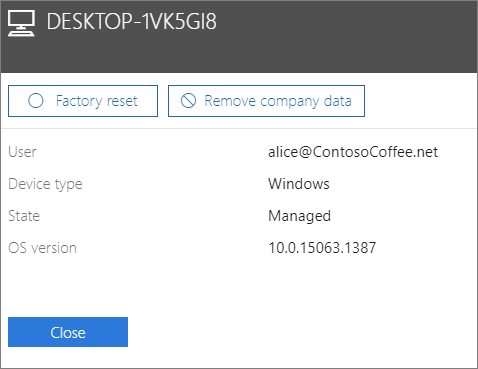 DESKTOP-1VK5GI8
Factory reset Remove company data
User alice@ContosoCoffee.net
Device type Windows
State Managed
OS version 10.0.15063.1387
Close